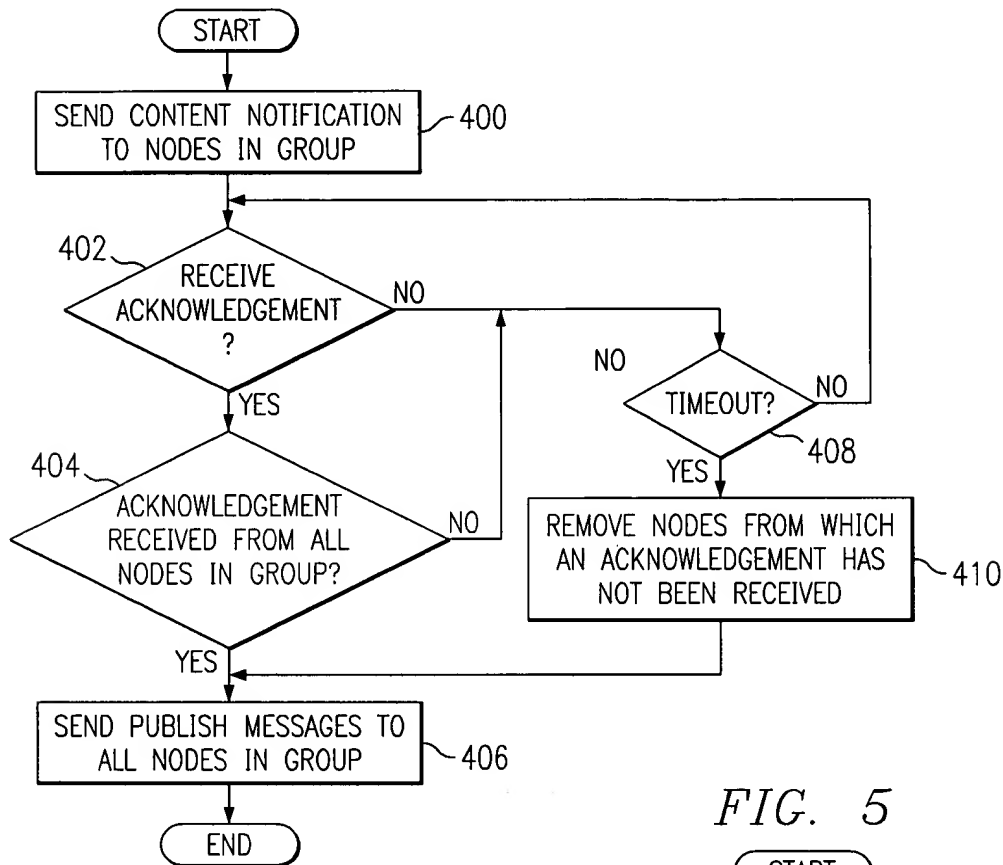 START
SEND CONTENT NOTIFICATION
TO NODES IN GROUP
400
402
RECEIVE
ACKNOWLEDGEMENT
?
NO
YES
NO
TIMEOUT?
NO
408
YES
404
ACKNOWLEDGEMENT
RECEIVED FROM ALL
NODES IN GROUP?
NO
YES
REMOVE NODES FROM WHICH
AN ACKNOWLEDGEMENT HAS
NOT BEEN RECEIVED
410
SEND PUBLISH MESSAGES TO
ALL NODES IN GROUP
406
END
FIG. 5
START